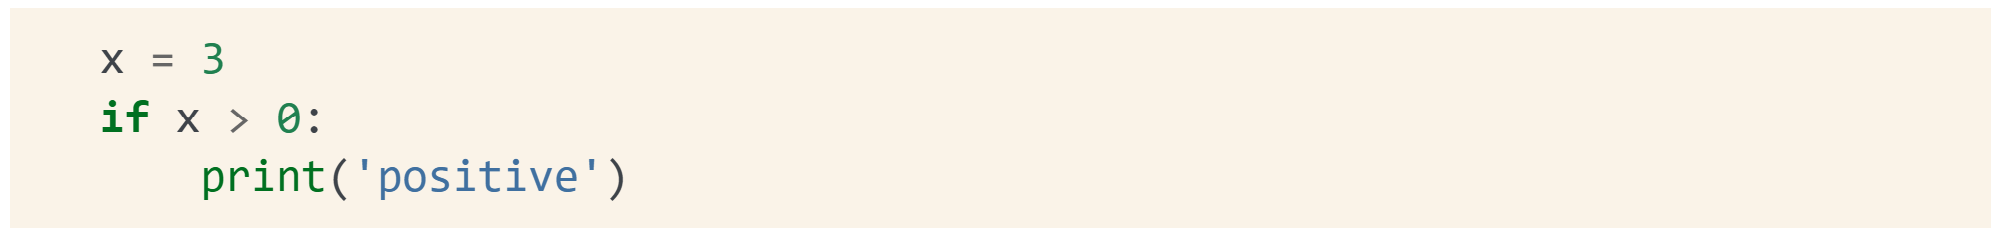 x = 3
if x > 0:
    print('positive')